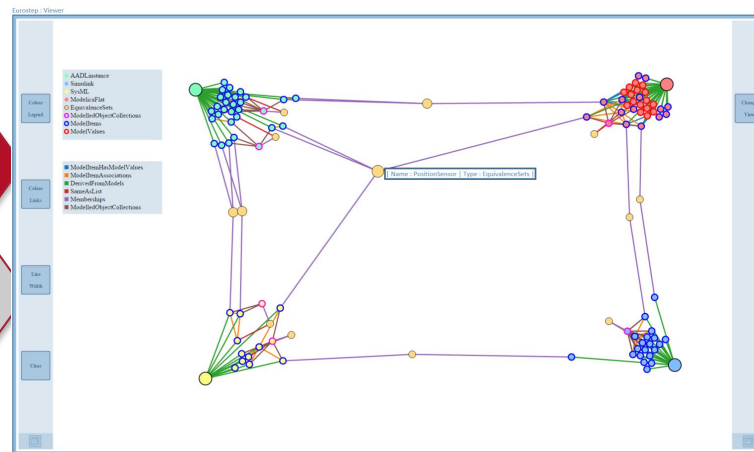 Eurostep : Viewer
Colour
Legend
AADLinstance
Simulink
SysML
ModelicaFlat
EquivalenceSets
ModelledObjectCollections
ModelItems
ModelValues
Colour
Links
ModelItemHasModelValues
ModelItemAssociations
DerivedFromModels
SameAsList
Memberships
ModelledObjectCollections
| Name : PositionSensor | Type : EquivalenceSets |
Line
Width
Clear